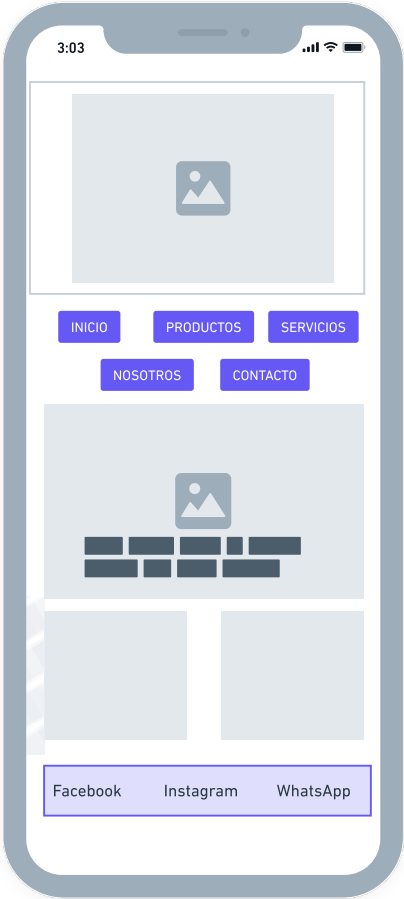 3:03
INICIO PRODUCTOS SERVICIOS
NOSOTROS CONTACTO
Facebook Instagram WhatsApp